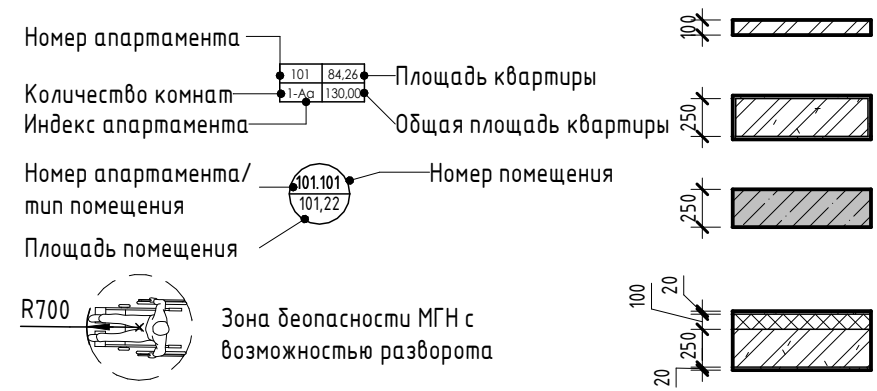 Номер апартамента
101 84,26
Площадь квартиры
Количество комнат
1-Аа 130,00
Индекс апартамента
Общая площадь квартиры
Номер апартамента/
тип помещения
101.101
101,22
Номер помещения
Площадь помещения
R700
Зона беопасности МГН с
возможностью разворота
100
250
250
20
100
250
20